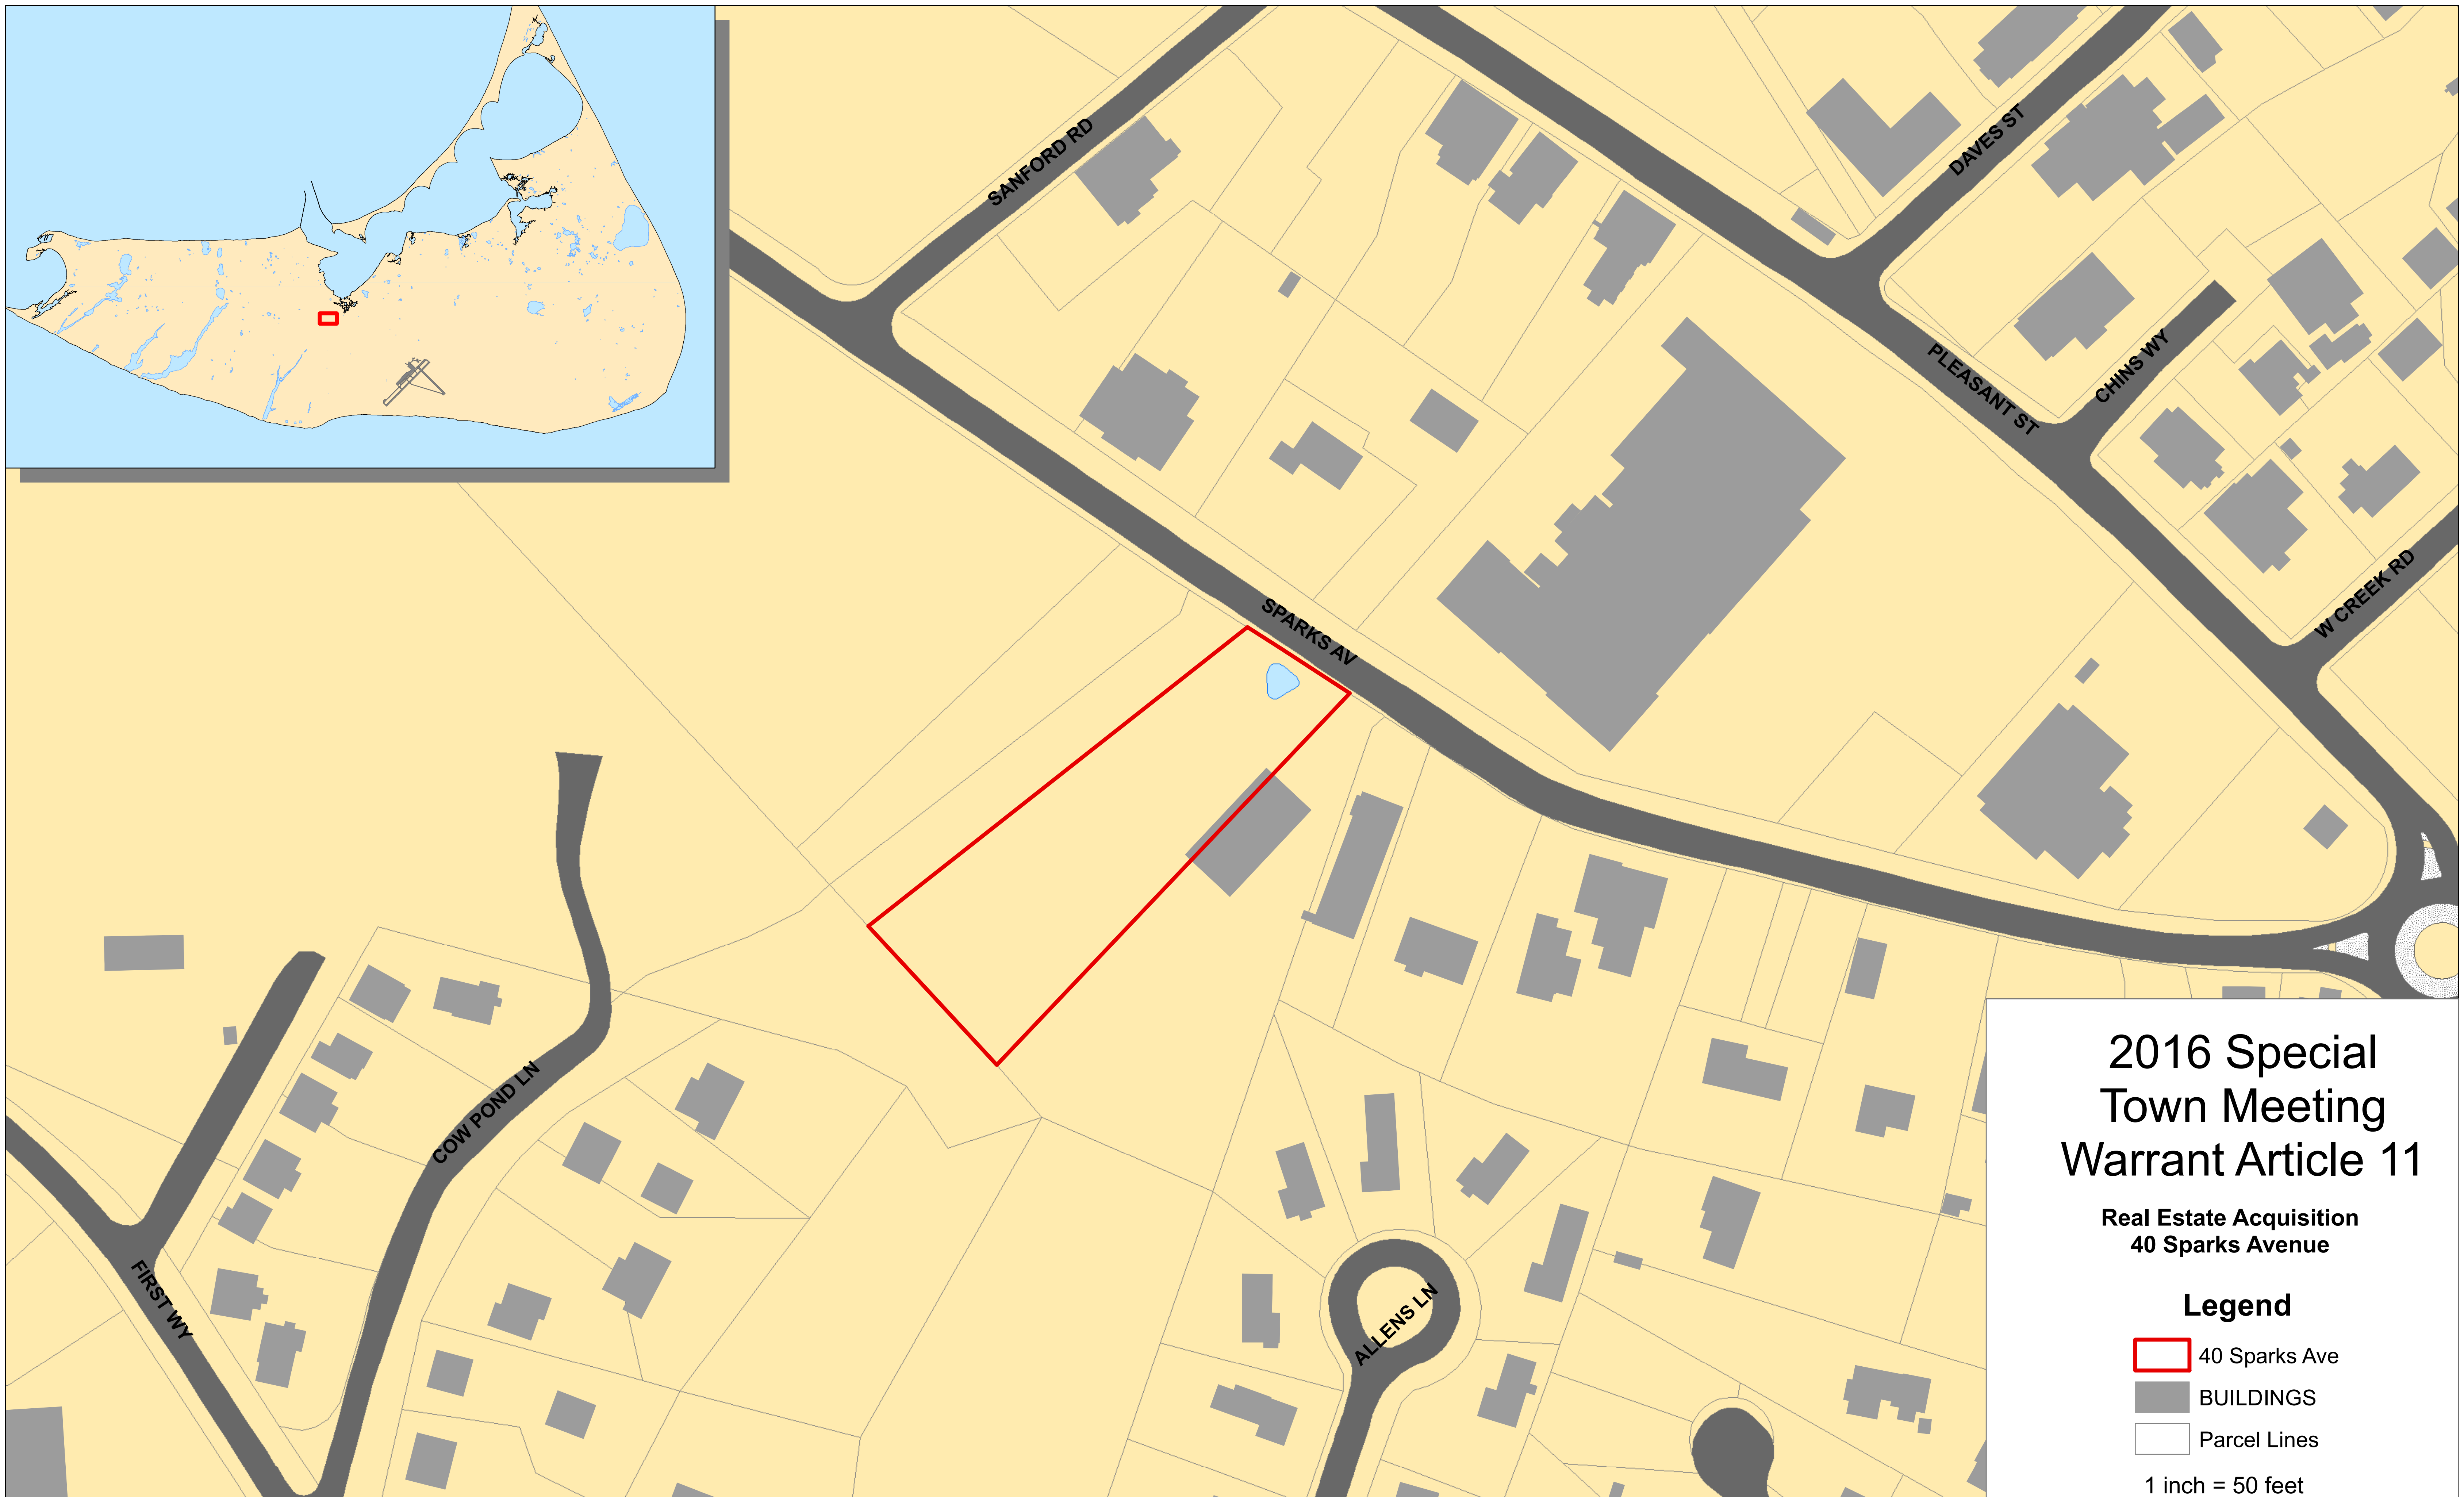 SANFORD RD
DAVES ST
PLEASANT ST
CHINS WY
W CREEK RD
SPARKS AV
COW POND LN
FIRST WY
ALLENS LN
2016 Special
Town Meeting
Warrant Article 11
Real Estate Acquisition
40 Sparks Avenue
Legend
40 Sparks Ave
BUILDINGS
Parcel Lines
1 inch = 50 feet